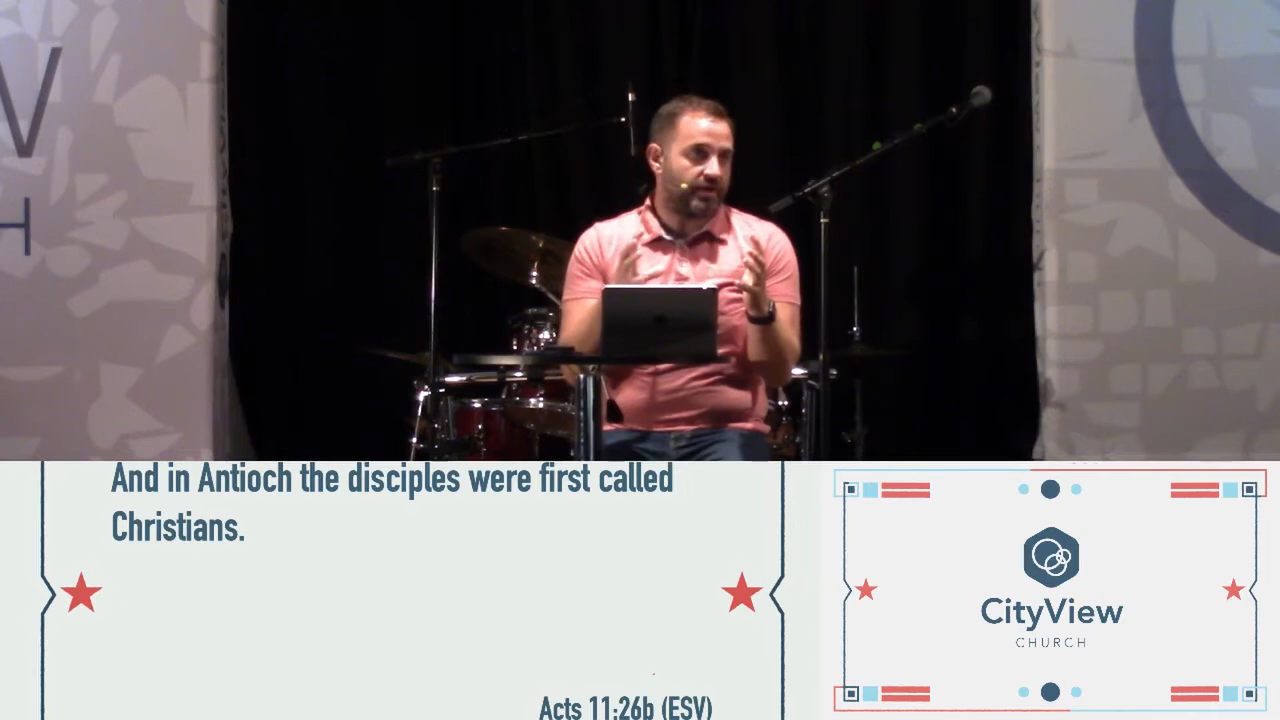 V
H
And in Antioch the disciples were first called
Christians.
Acts 11:26b (ESV)
CityView
CHURCH